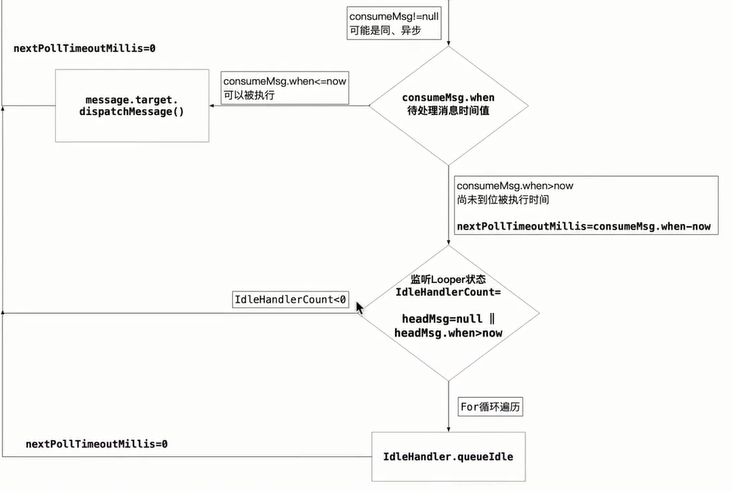 consumeMsg!=null
可能是同、异步
nextPollTimeoutMillis=0
consumeMsg.when<=now
可以被执行
message.target.
dispatchMessage()
consumeMsg.when
待处理消息时间值
consumeMsg.when>now
尚未到位被执行时间
nextPollTimeoutMillis=consumeMsg.when-now
监听Looper状态
IdleHandlerCount=
IdleHandlerCount<0
headMsg=null ||
headMsg.when>now
For循环遍历
nextPollTimeoutMillis=0
IdleHandler.queueIdle